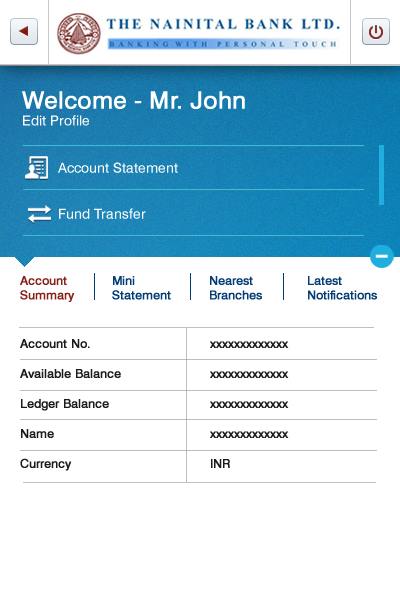 THE NAINITAL BANK LTD.
BANKING WITH PERSONAL TOUCH
Welcome - Mr. John
Edit Profile
Account Statement
Fund Transfer
Account Summary
Mini Statement
Nearest Branches
Latest Notifications
Account No. xxxxxxxxxxxxx
Available Balance xxxxxxxxxxxxx
Ledger Balance xxxxxxxxxxxxx
Name xxxxxxxxxxxxx
Currency INR